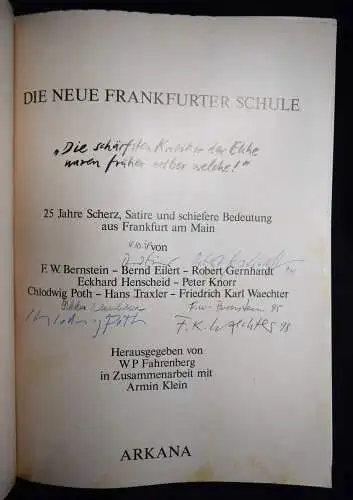 DIE NEUE FRANKFURTER SCHULE
„Die schärfsten Kritiker der Elche
waren früher selber welche!“
25 Jahre Scherz, Satire und schiefere Bedeutung
aus Frankfurt am Main
von
F. W. Bernstein – Bernd Eilert – Robert Gernhardt
Eckhard Henscheid – Peter Knorr
Chlodwig Poth – Hans Traxler – Friedrich Karl Waechter
F. W. Bernstein 95
Chlodwig Poth
F. K. Waechter 98
Herausgegeben von
W P Fahrenberg
in Zusammenarbeit mit
Armin Klein
ARKANA